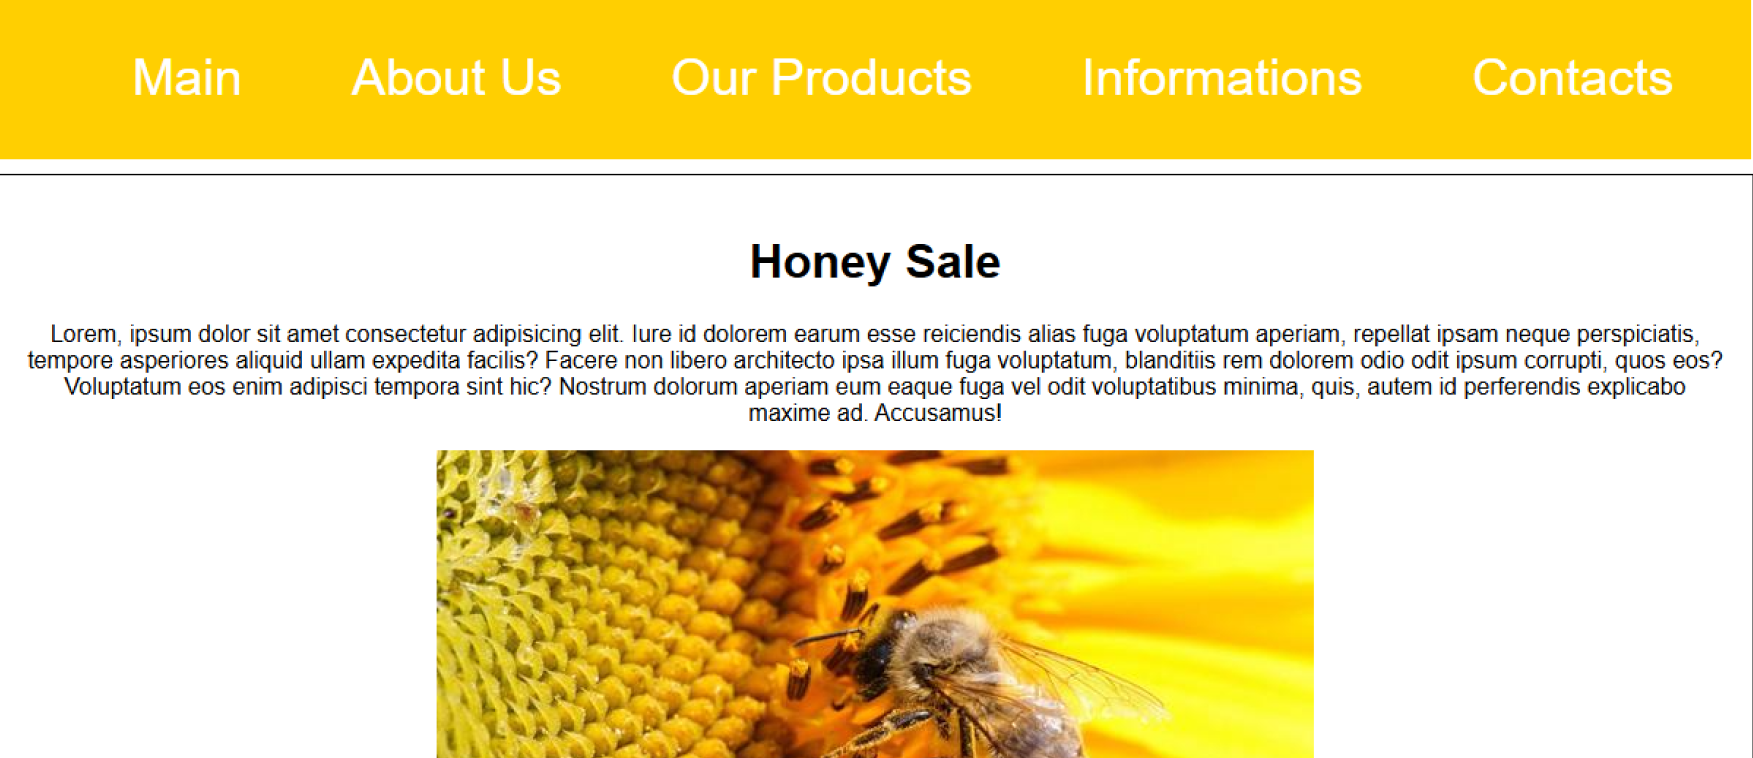 Main About Us Our Products Informations Contacts
Honey Sale
Lorem, ipsum dolor sit amet consectetur adipisicing elit. Iure id dolorem earum esse reiciendis alias fuga voluptatum aperiam, repellat ipsam neque perspiciatis,
tempore asperiores aliquid ullam expedita facilis? Facere non libero architecto ipsa illum fuga voluptatum, blanditiis rem dolorem odio odit ipsum corrupti, quos eos?
Voluptatum eos enim adipisci tempora sint hic? Nostrum dolorum aperiam eum eaque fuga vel odit voluptatibus minima, quis, autem id perferendis explicabo
maxime ad. Accusamus!